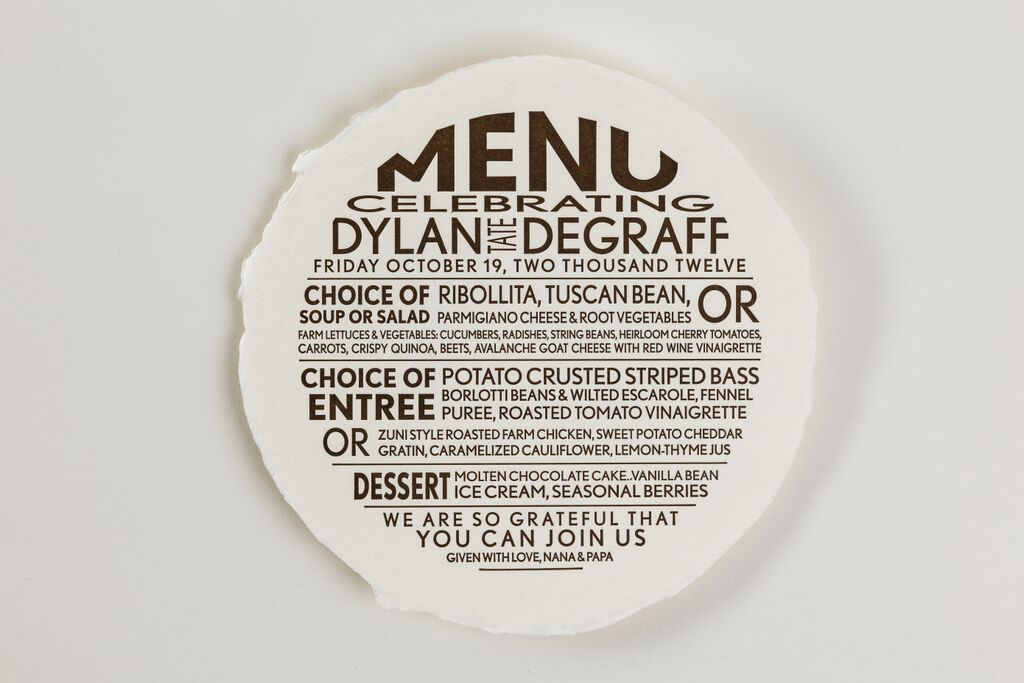 MENU
CELEBRATING
DYLAN TATE DEGRAFF
FRIDAY OCTOBER 19, TWO THOUSAND TWELVE
CHOICE OF SOUP OR SALAD
RIBOLLITA, TUSCAN BEAN,
PARMIGIANO CHEESE & ROOT VEGETABLES
OR
FARM LETTUCES & VEGETABLES: CUCUMBERS, RADISHES, STRING BEANS, HEIRLOOM CHERRY TOMATOES,
CARROTS, CRISPY QUINOA, BEETS, AVALANCHE GOAT CHEESE WITH RED WINE VINAIGRETTE
CHOICE OF
ENTREE
POTATO CRUSTED STRIPED BASS
BORLOTTI BEANS & WILTED ESCAROLE, FENNEL
PUREE, ROASTED TOMATO VINAIGRETTE
OR
ZUNI STYLE ROASTED FARM CHICKEN, SWEET POTATO CHEDDAR
GRATIN, CARAMELIZED CAULIFLOWER, LEMON-THYME JUS
DESSERT
MOLTEN CHOCOLATE CAKE..VANILLA BEAN
ICE CREAM, SEASONAL BERRIES
WE ARE SO GRATEFUL THAT
YOU CAN JOIN US
GIVEN WITH LOVE, NANA & PAPA